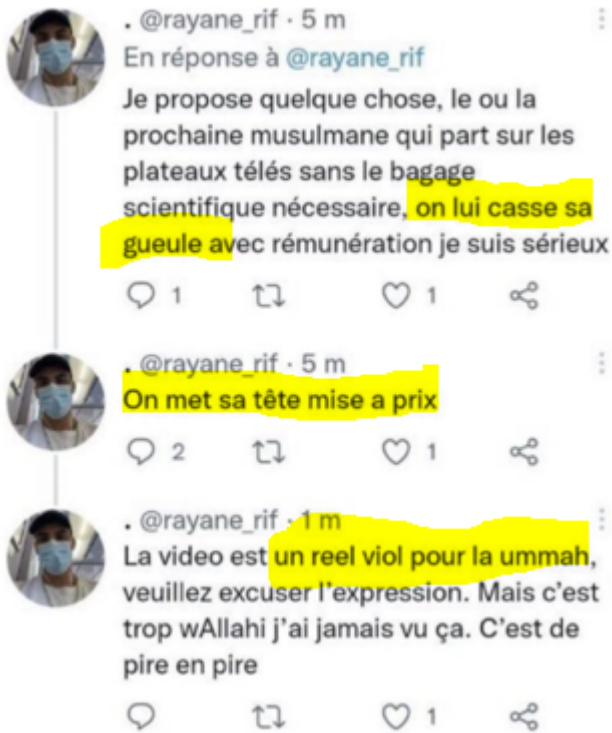 . @rayane_rif · 5 m
En réponse à @rayane_rif
Je propose quelque chose, le ou la
prochaine musulmane qui part sur les
plateaux télés sans le bagage
scientifique nécessaire, on lui casse sa
gueule avec rémunération je suis sérieux
1 1
. @rayane_rif · 5 m
On met sa tête mise a prix
2 1
. @rayane_rif · 1 m
La video est un reel viol pour la ummah,
veuillez excuser l'expression. Mais c'est
trop wAllahi j'ai jamais vu ça. C'est de
pire en pire
1